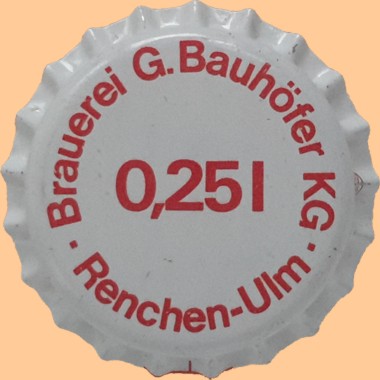 · Brauerei G. Bauhöfer KG ·
0,25 l
Renchen-Ulm